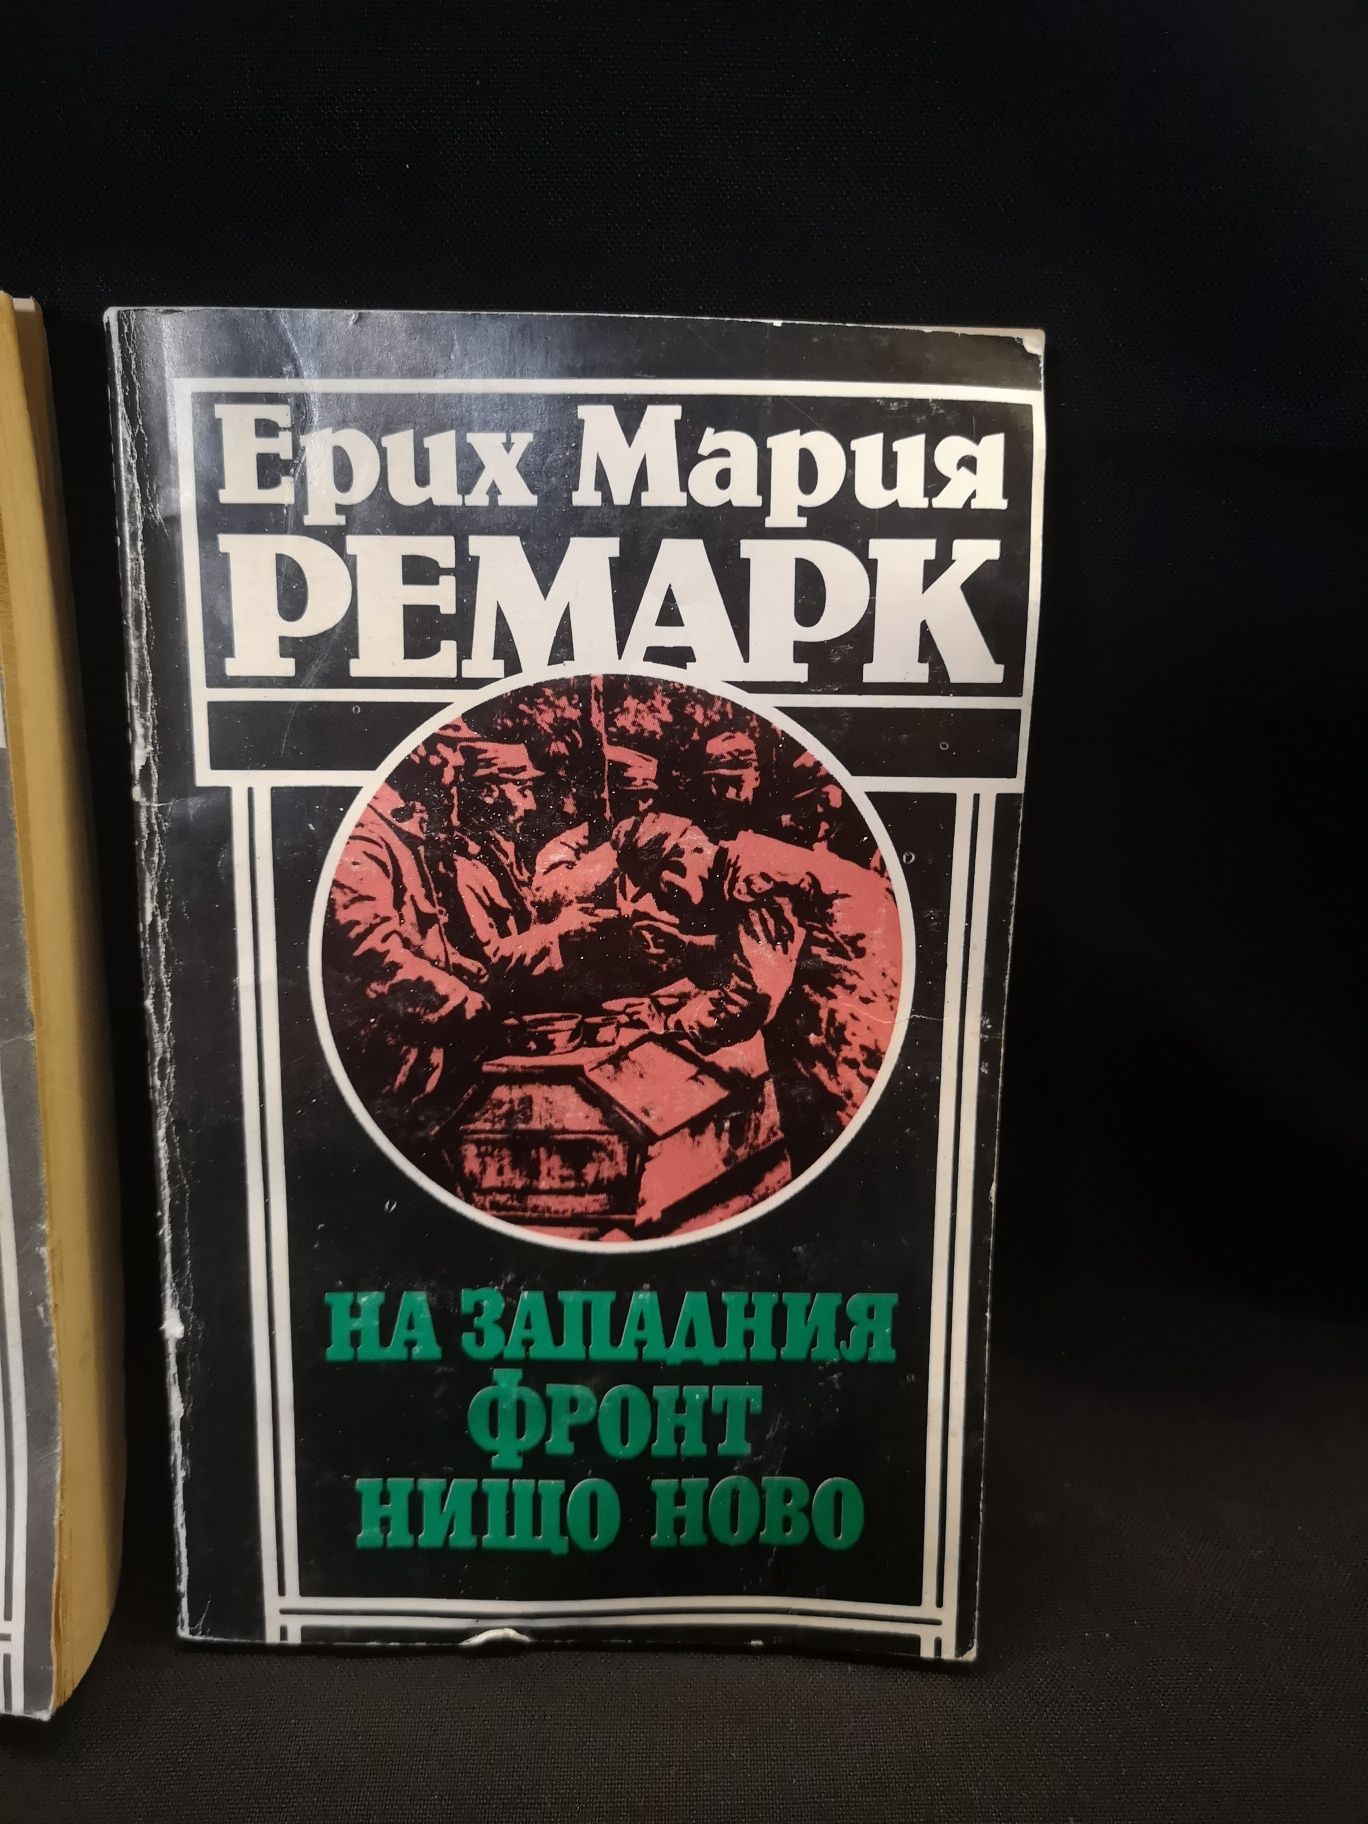 Ерих Мария
РЕМАРК
НА ЗАПАДНИЯ
ФРОНТ
НИЩО НОВО